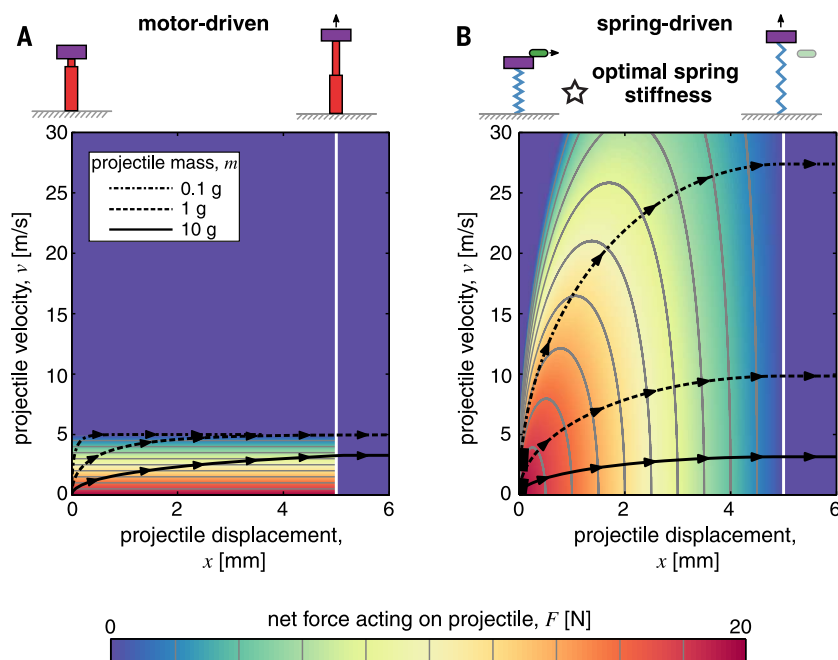 A
motor-driven
B
spring-driven
optimal spring
stiffness
30
25
20
15
10
5
0
projectile velocity, v [m/s]
projectile mass, m
0.1 g
1 g
10 g
0
2
4
6
projectile displacement,
x [mm]
30
25
20
15
10
5
0
projectile velocity, v [m/s]
0
2
4
6
projectile displacement,
x [mm]
0
net force acting on projectile, F [N]
20